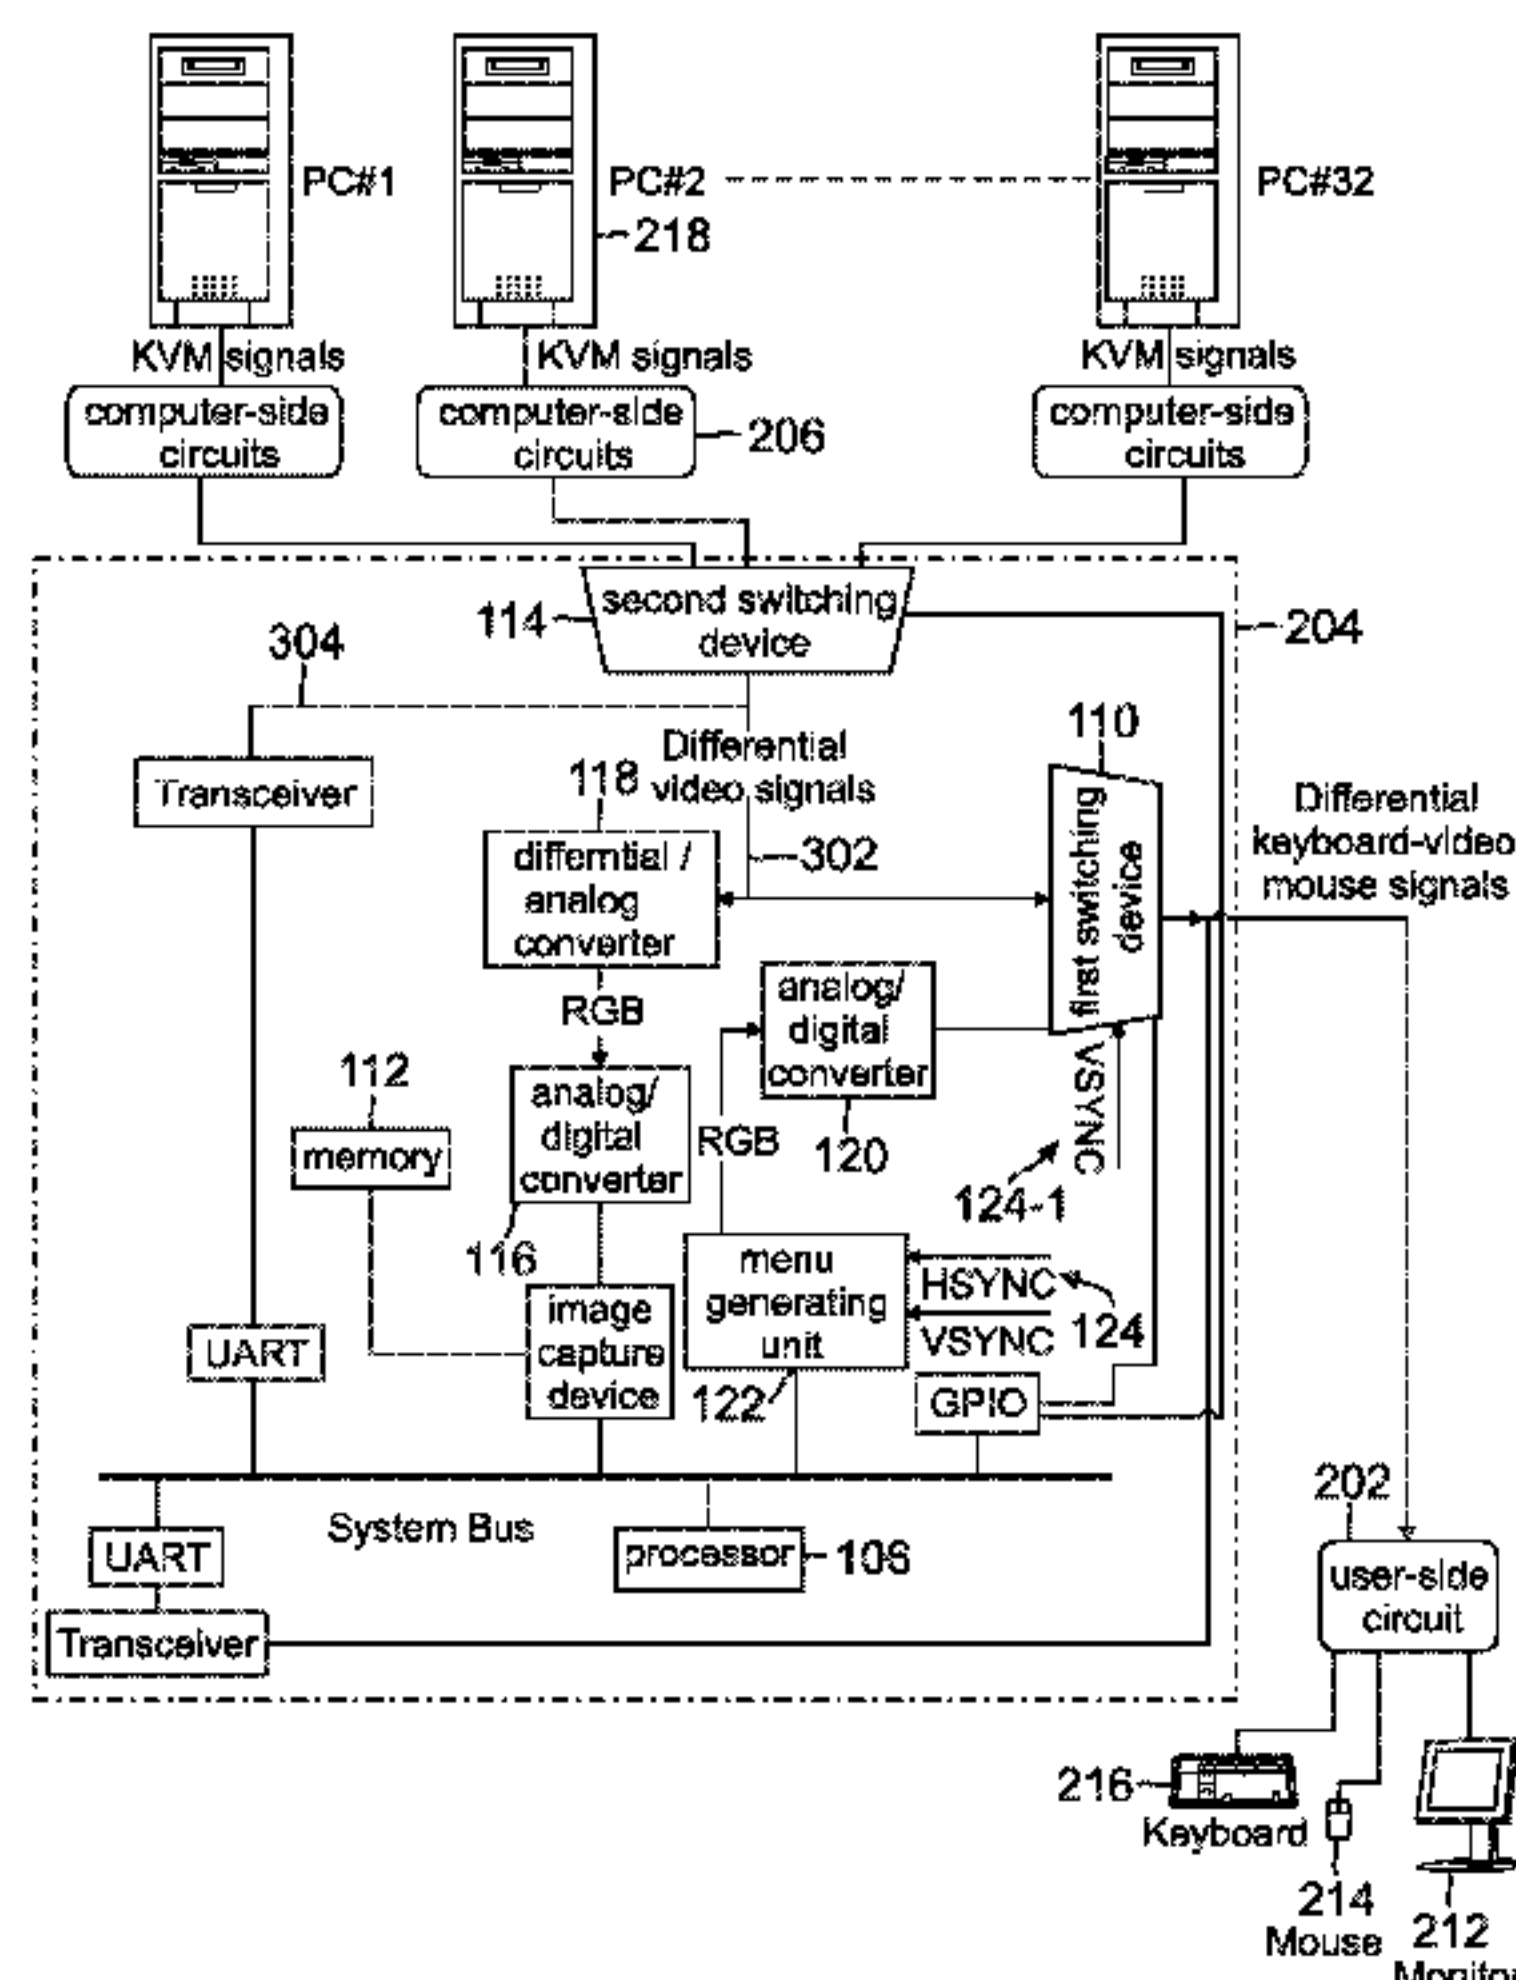 PC#1
PC#2
PC#32
218
KVM signals
KVM signals
KVM signals
computer-side
circuits
computer-side
circuits
206
computer-side
circuits
second switching
device
114
204
304
110
Differential
video signals
118
Transceiver
Differential
keyboard-video
mouse signals
differntial /
analog
converter
302
first switching
device
RGB
analog/
digital
converter
112
memory
analog/
digital
converter
RGB
120
VSYNC
124-1
116
menu
generating
unit
HSYNC
VSYNC
124
image
capture
device
UART
122
GPIO
202
System Bus
UART
processor
106
user-side
circuit
Transceiver
216
Keyboard
214
Mouse
212
Monitor